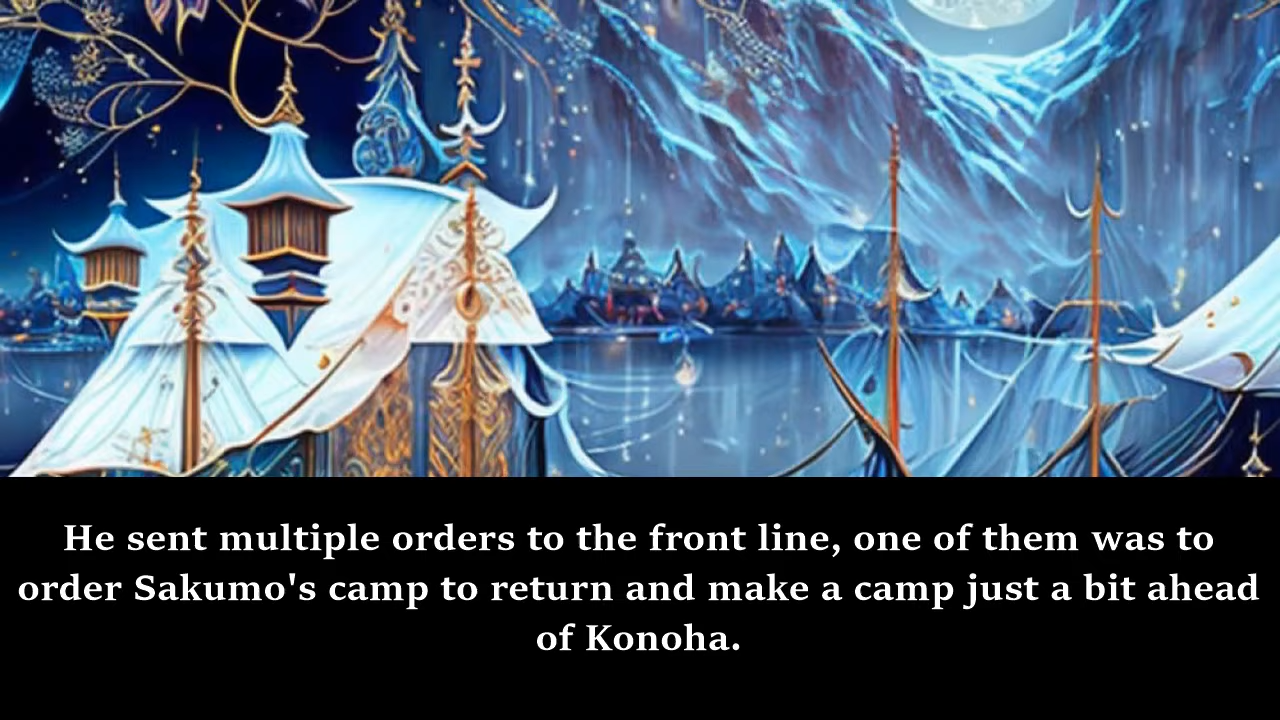 He sent multiple orders to the front line, one of them was to
order Sakumo's camp to return and make a camp just a bit ahead
of Konoha.